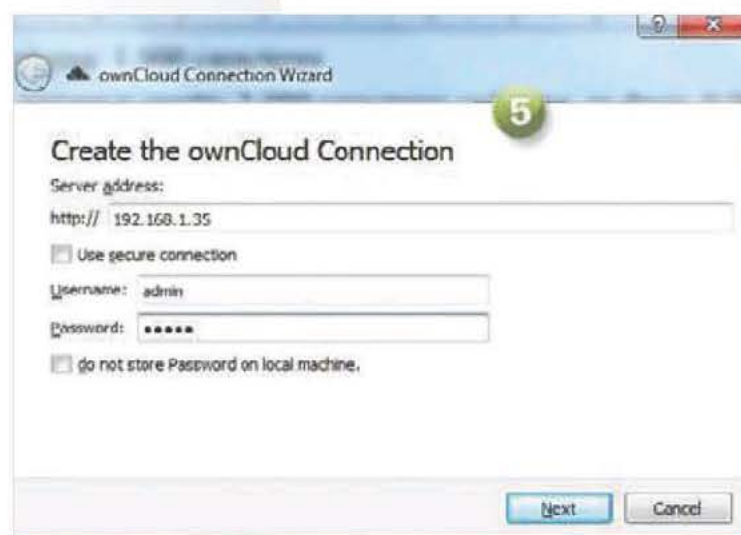 ownCloud Connection Wizard
5
Create the ownCloud Connection
Server address:
http:// 192.168.1.35
Use secure connection
Username: admin
Password: •••••
do not store Password on local machine.
Next Cancel